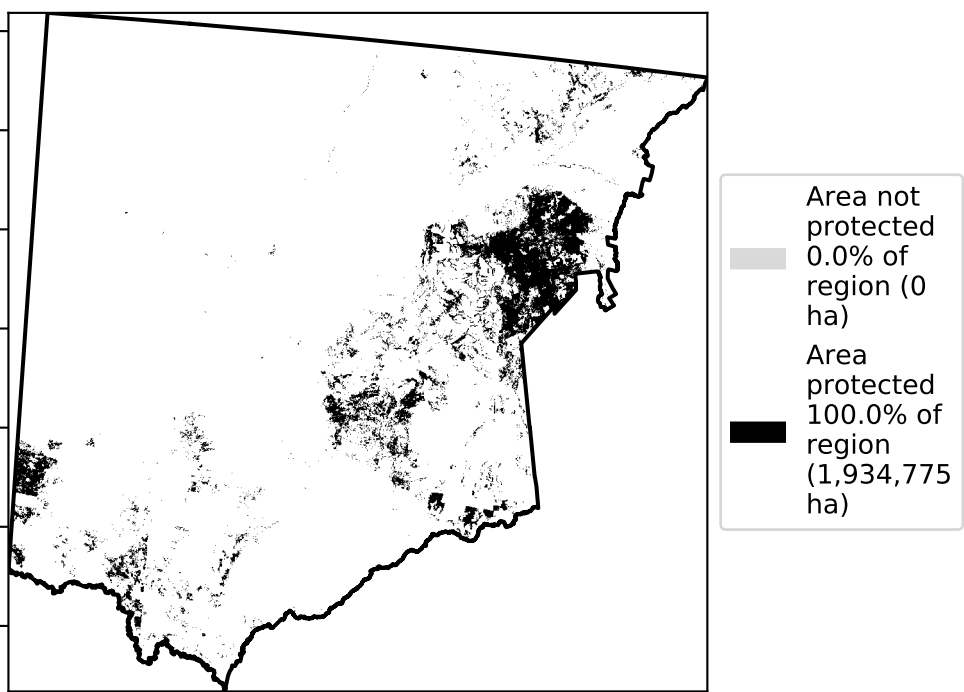 Area not
protected
0.0% of
region (0
ha)
Area
protected
100.0% of
region
(1,934,775
ha)